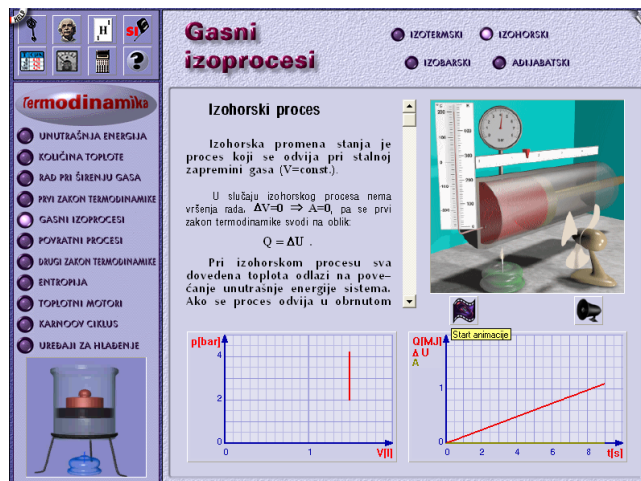 HELP
H
SI
?
Gasni
izoprocesi
IZOTERMSKI
IZOHORSKI
IZOBARSKI
ADIJABATSKI
Termodinamika
UNUTRAŠNJA ENERGIJA
KOLIČINA TOPLOTE
RAD PRI ŠIRENJU GASA
PRVI ZAKON TERMODINAMIKE
GASNI IZOPROCESI
POVRATNI PROCESI
DRUGI ZAKON TERMODINAMIKE
ENTROPIJA
TOPLOTNI MOTORI
KARNOOV CIKLUS
UREĐAJI ZA HLAĐENJE
Izohorski proces
Izohorska promena stanja je
proces koji se odvija pri stalnoj
zapremini gasa (V=const.).
U slučaju izohorskog procesa nema
vršenja rada, ΔV=0 ⇒ A=0, pa se prvi
zakon termodinamike svodi na oblik:
Q = ΔU .
Pri izohorskom procesu sva
dovedena toplota odlazi na pove-
ćanje unutrašnje energije sistema.
Ako se proces odvija u obrnutom
Start animacije
p[bar]
4
2
0
0
1
V[l]
Q[MJ]
Δ U
A
1
0
0
2
4
6
8
t[s]